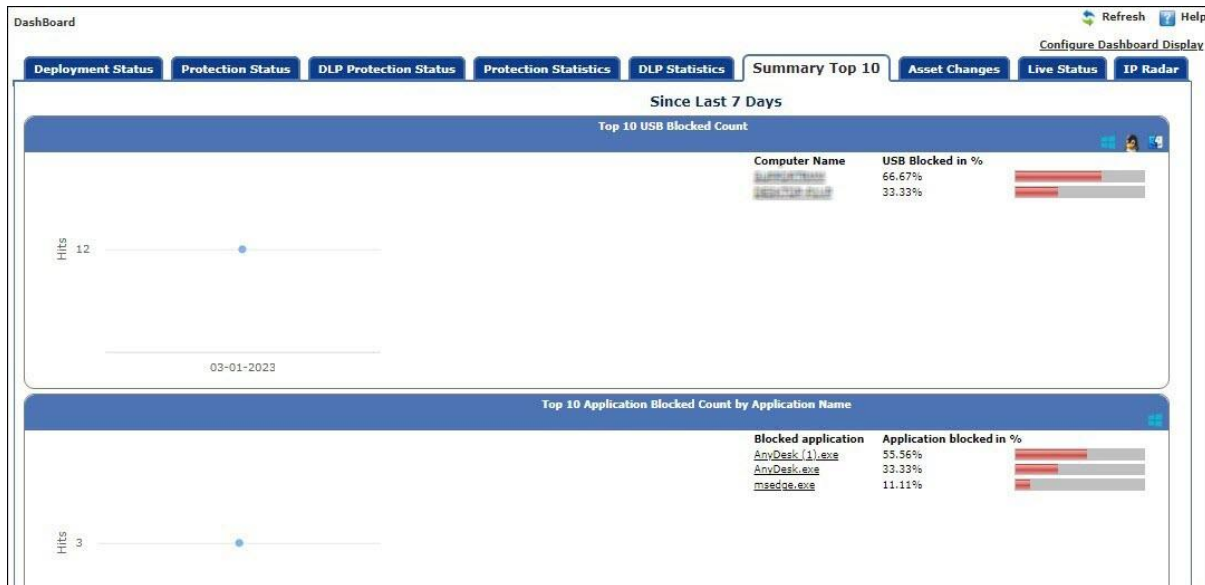 DashBoard
Refresh Help
Configure Dashboard Display
Deployment Status Protection Status DLP Protection Status Protection Statistics DLP Statistics Summary Top 10 Asset Changes Live Status IP Radar
Since Last 7 Days
Top 10 USB Blocked Count
Computer Name USB Blocked in %
66.67%
33.33%
Hits 12
03-01-2023
Top 10 Application Blocked Count by Application Name
Blocked application Application blocked in %
AnyDesk (1).exe 55.56%
AnyDesk.exe 33.33%
msedge.exe 11.11%
Hits 3